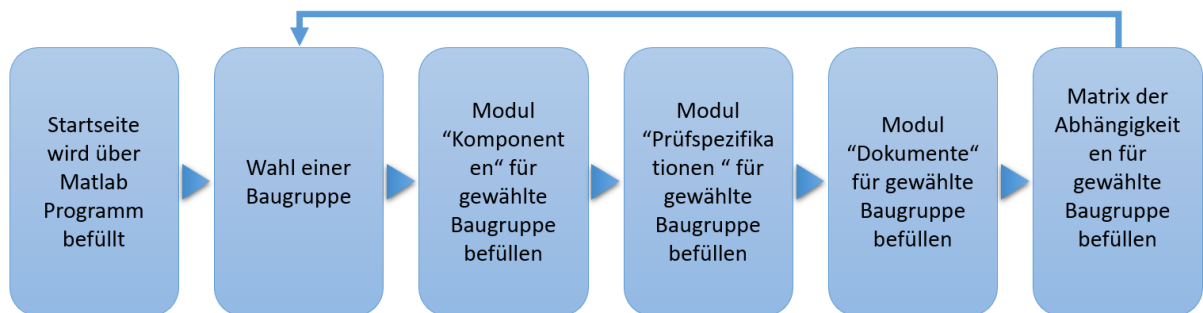 Startseite
wird über
Matlab
Programm
befüllt
Wahl einer
Baugruppe
Modul
“Komponent
en“ für
gewählte
Baugruppe
befüllen
Modul
“Prüfspezifika
tionen “ für
gewählte
Baugruppe
befüllen
Modul
“Dokumente“
für gewählte
Baugruppe
befüllen
Matrix der
Abhängigkeit
en für
gewählte
Baugruppe
befüllen